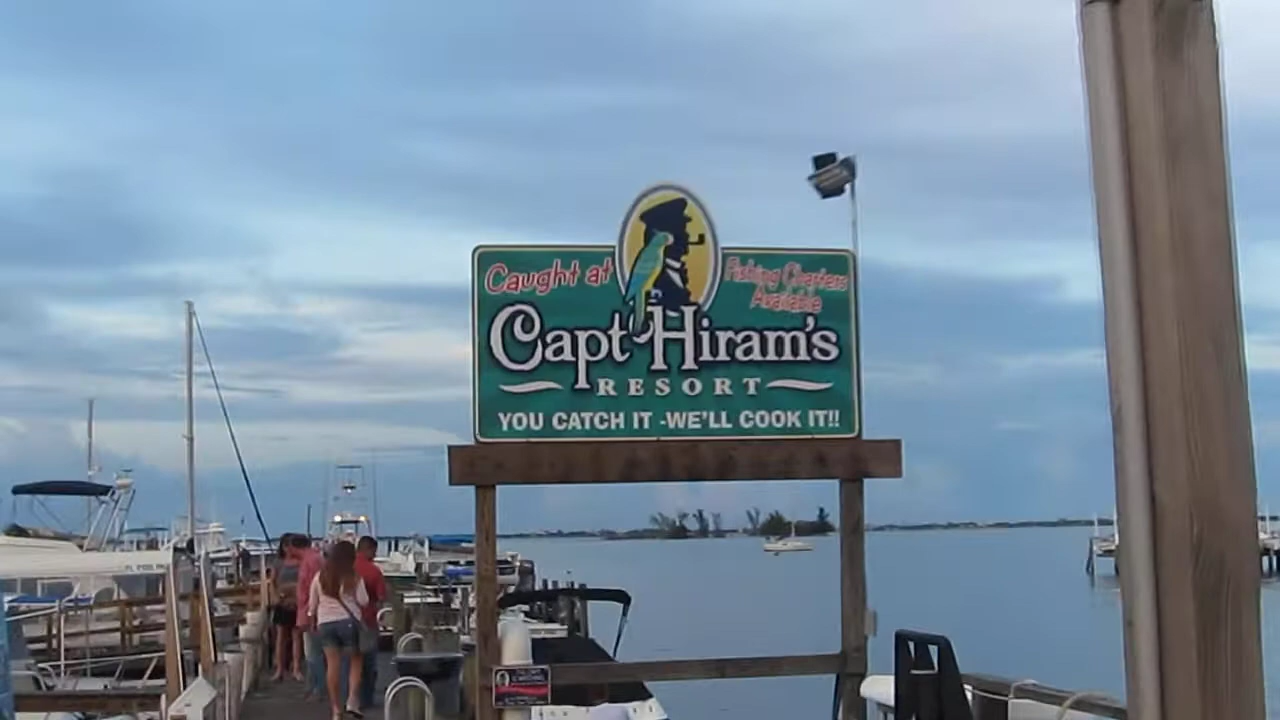 Caught at
Fishing Charters
Available
Capt Hiram's
RESORT
YOU CATCH IT -WE'LL COOK IT!!